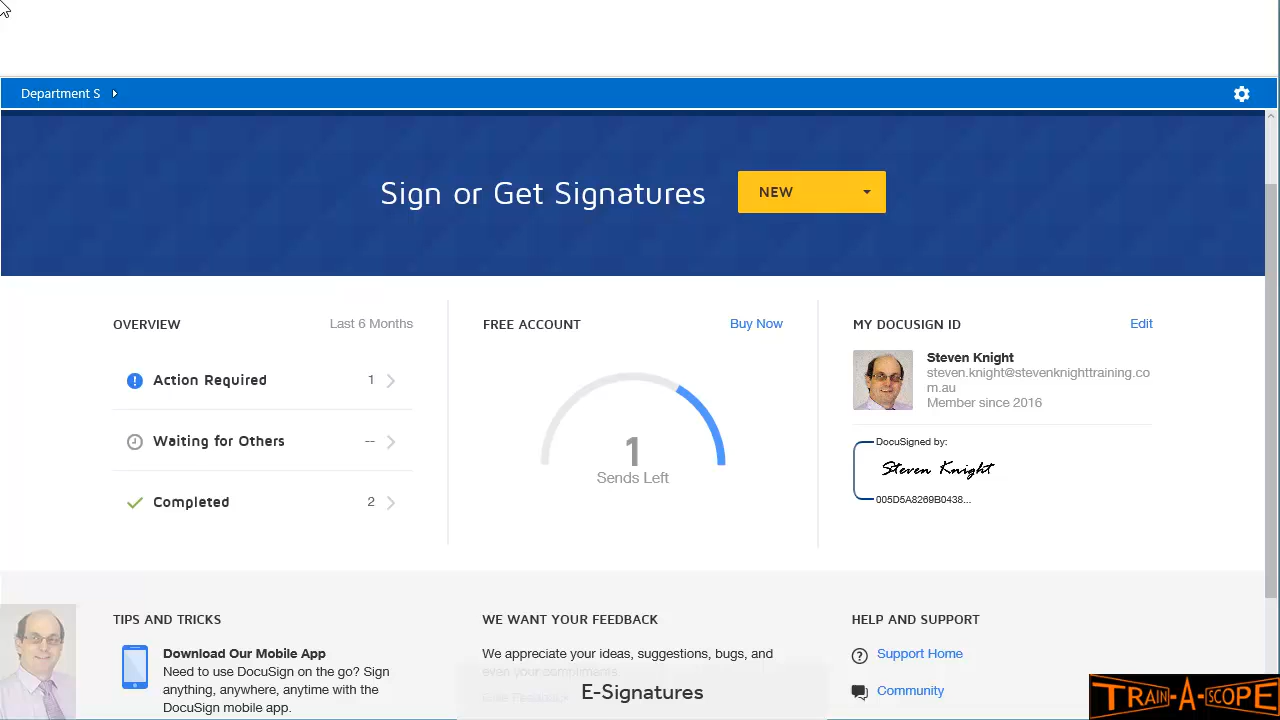 Department S
Sign or Get Signatures
NEW
OVERVIEW
Last 6 Months
Action Required
1
Waiting for Others
--
Completed
2
FREE ACCOUNT
Buy Now
1
Sends Left
MY DOCUSIGN ID
Edit
Steven Knight
steven.knight@stevenknighttraining.co
m.au
Member since 2016
DocuSigned by:
Steven Knight
005D5A8269B0438...
TIPS AND TRICKS
Download Our Mobile App
Need to use DocuSign on the go? Sign
anything, anywhere, anytime with the
DocuSign mobile app.
WE WANT YOUR FEEDBACK
We appreciate your ideas, suggestions, bugs, and
even your compliments.
E-Signatures
HELP AND SUPPORT
Support Home
Community
TRAIN-A-SCOPE